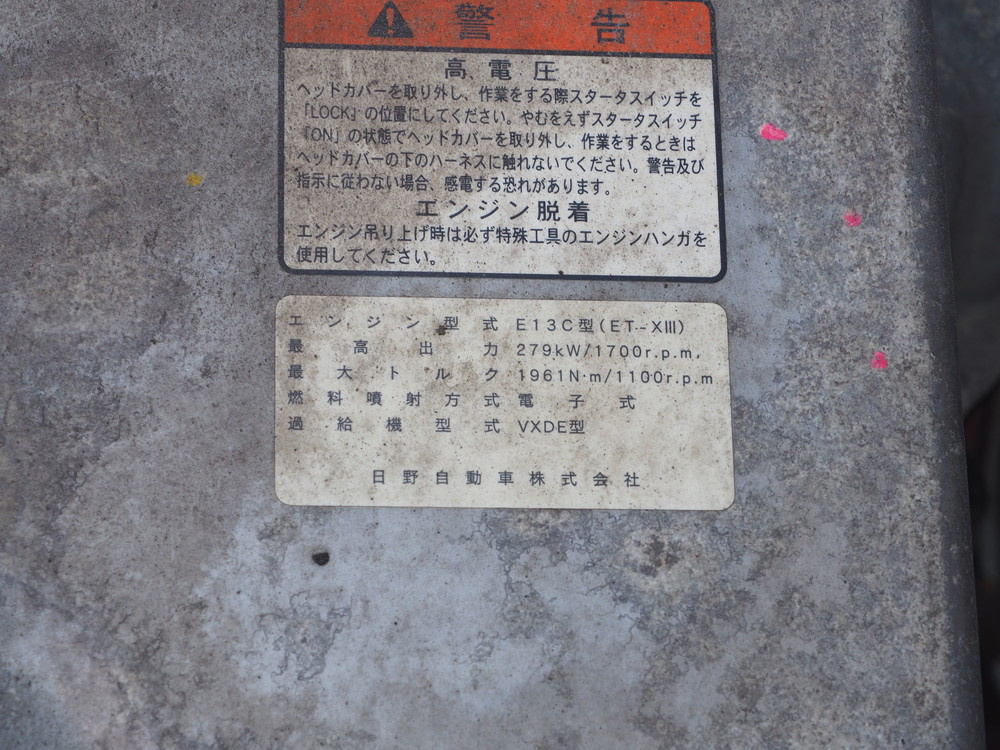 警告
高電圧
ヘッドカバーを取り外し、作業をする際スタータスイッチを
「LOCK」の位置にしてください。やむをえずスタータスイッチ
「ON」の状態でヘッドカバーを取り外し、作業をするときは
ヘッドカバーの下のハーネスに触れないでください。警告及び
指示に従わない場合、感電する恐れがあります。
エンジン脱着
エンジン吊り上げ時は必ず特殊工具のエンジンハンガを
使用してください。
エンジン型式 E13C型(ET-XⅢ)
最高出力 279kW/1700r.p.m.
最大トルク 1961N·m/1100r.p.m
燃料噴射方式 電子式
過給機型式 VXDE型
日野自動車株式会社